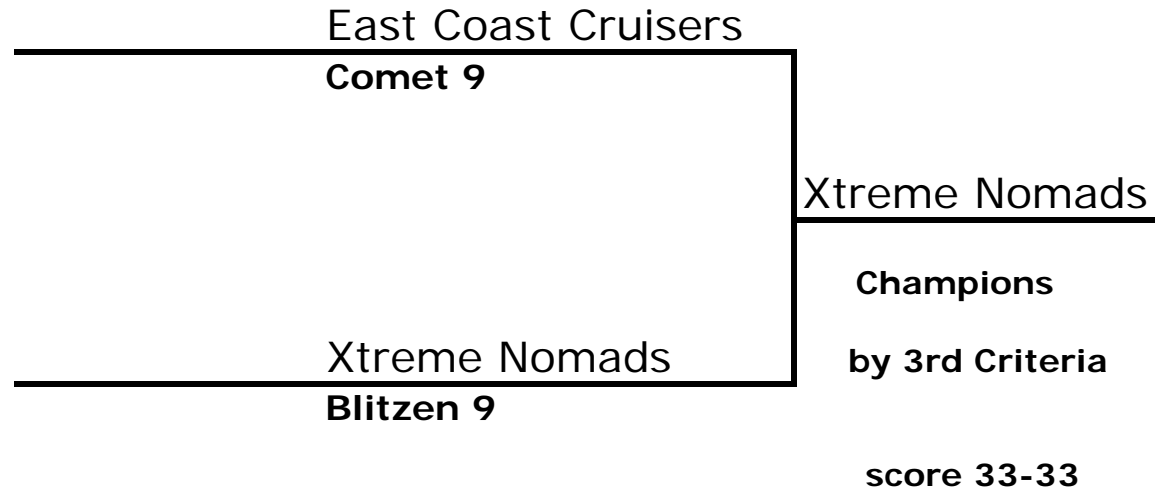 East Coast Cruisers
Comet 9
Xtreme Nomads
Champions
Xtreme Nomads
by 3rd Criteria
Blitzen 9
score 33-33